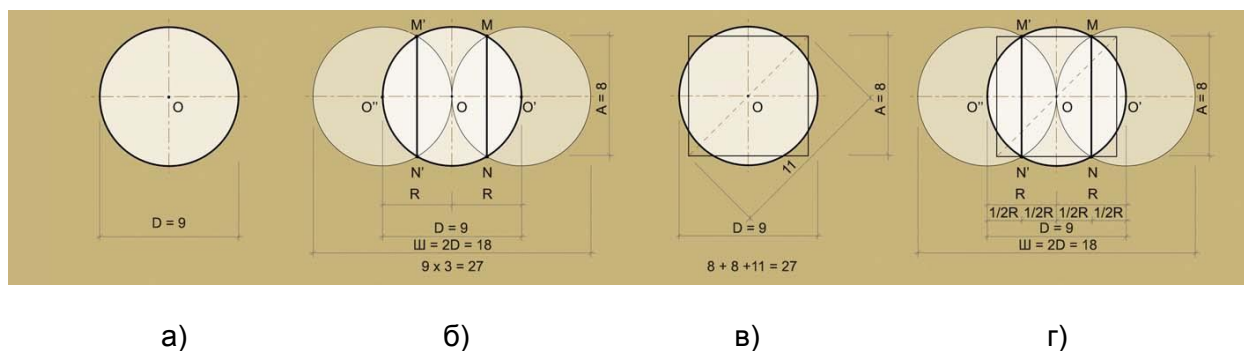 O
D = 9
M' M
O'' O O'
N' N
R R
A = 8
D = 9
Ш = 2D = 18
9 x 3 = 27
O
A = 8
11
D = 9
8 + 8 +11 = 27
M' M
O'' O O'
N' N
R R
A = 8
1/2R 1/2R 1/2R 1/2R
D = 9
Ш = 2D = 18
а) б) в) г)